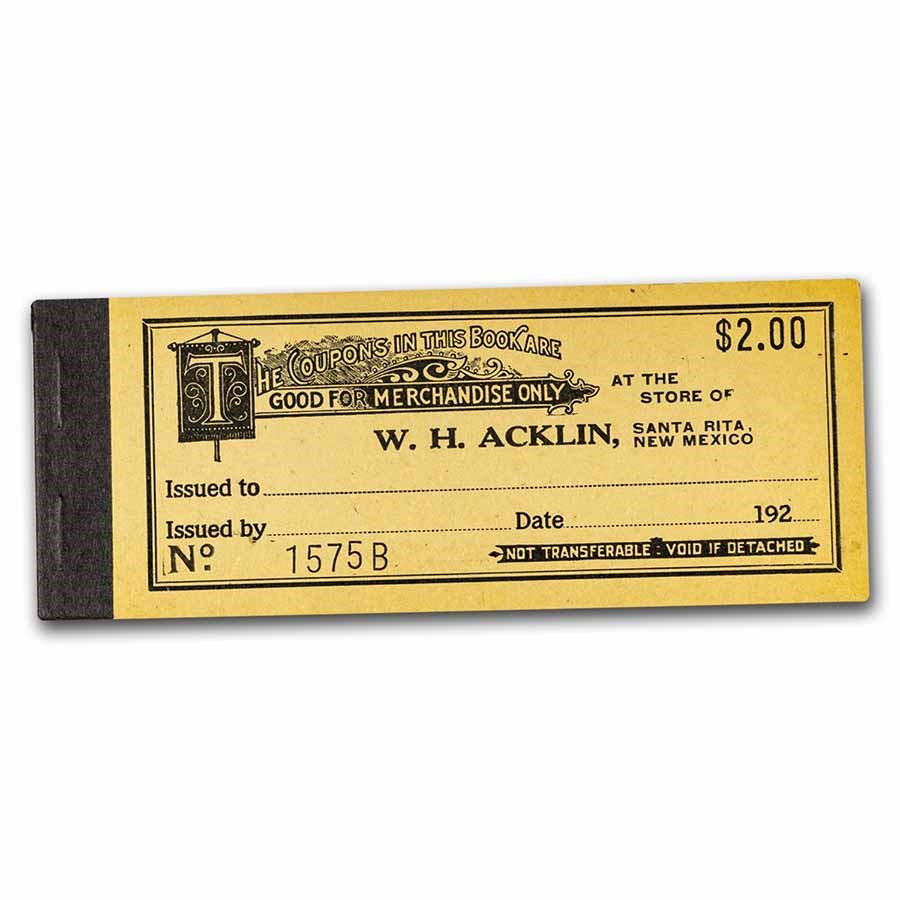 THE COUPONS IN THIS BOOK ARE
GOOD FOR MERCHANDISE ONLY
$2.00
AT THE
STORE OF
W. H. ACKLIN,
SANTA RITA,
NEW MEXICO
Issued to
Issued by Date 192
Nº. 1575B
NOT TRANSFERABLE VOID IF DETACHED